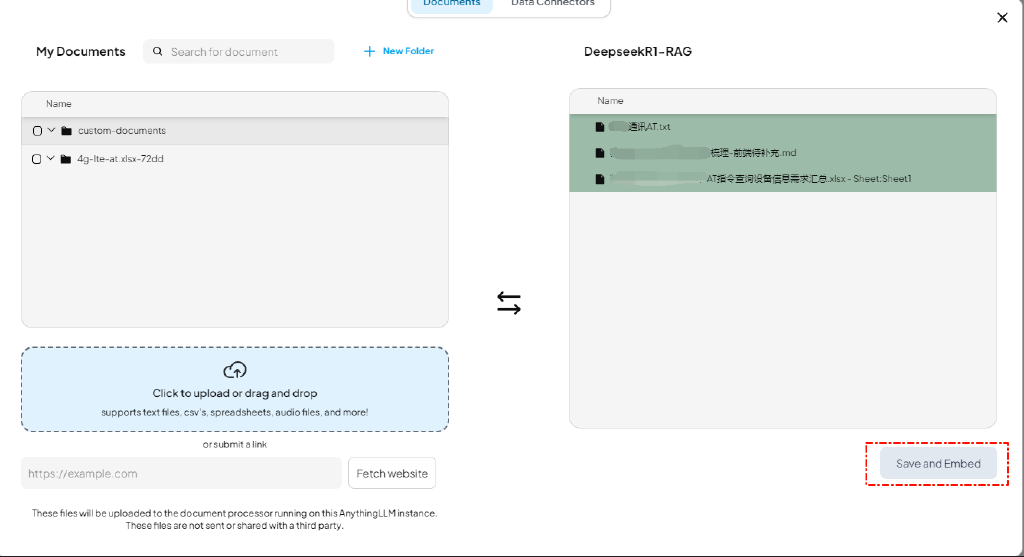 Documents
Data Connectors
My Documents
Search for document
New Folder
Name
custom-documents
4g-lte-at.xlsx-72dd
Click to upload or drag and drop
supports text files, csv's, spreadsheets, audio files, and more!
or submit a link
https://example.com
Fetch website
These files will be uploaded to the document processor running on this AnythingLLM instance.
These files are not sent or shared with a third party.
DeepseekR1-RAG
Name
通讯AT.txt
梳理-前端待补充.md
AT指令查询设备信息需求汇总.xlsx - Sheet:Sheet1
Save and Embed